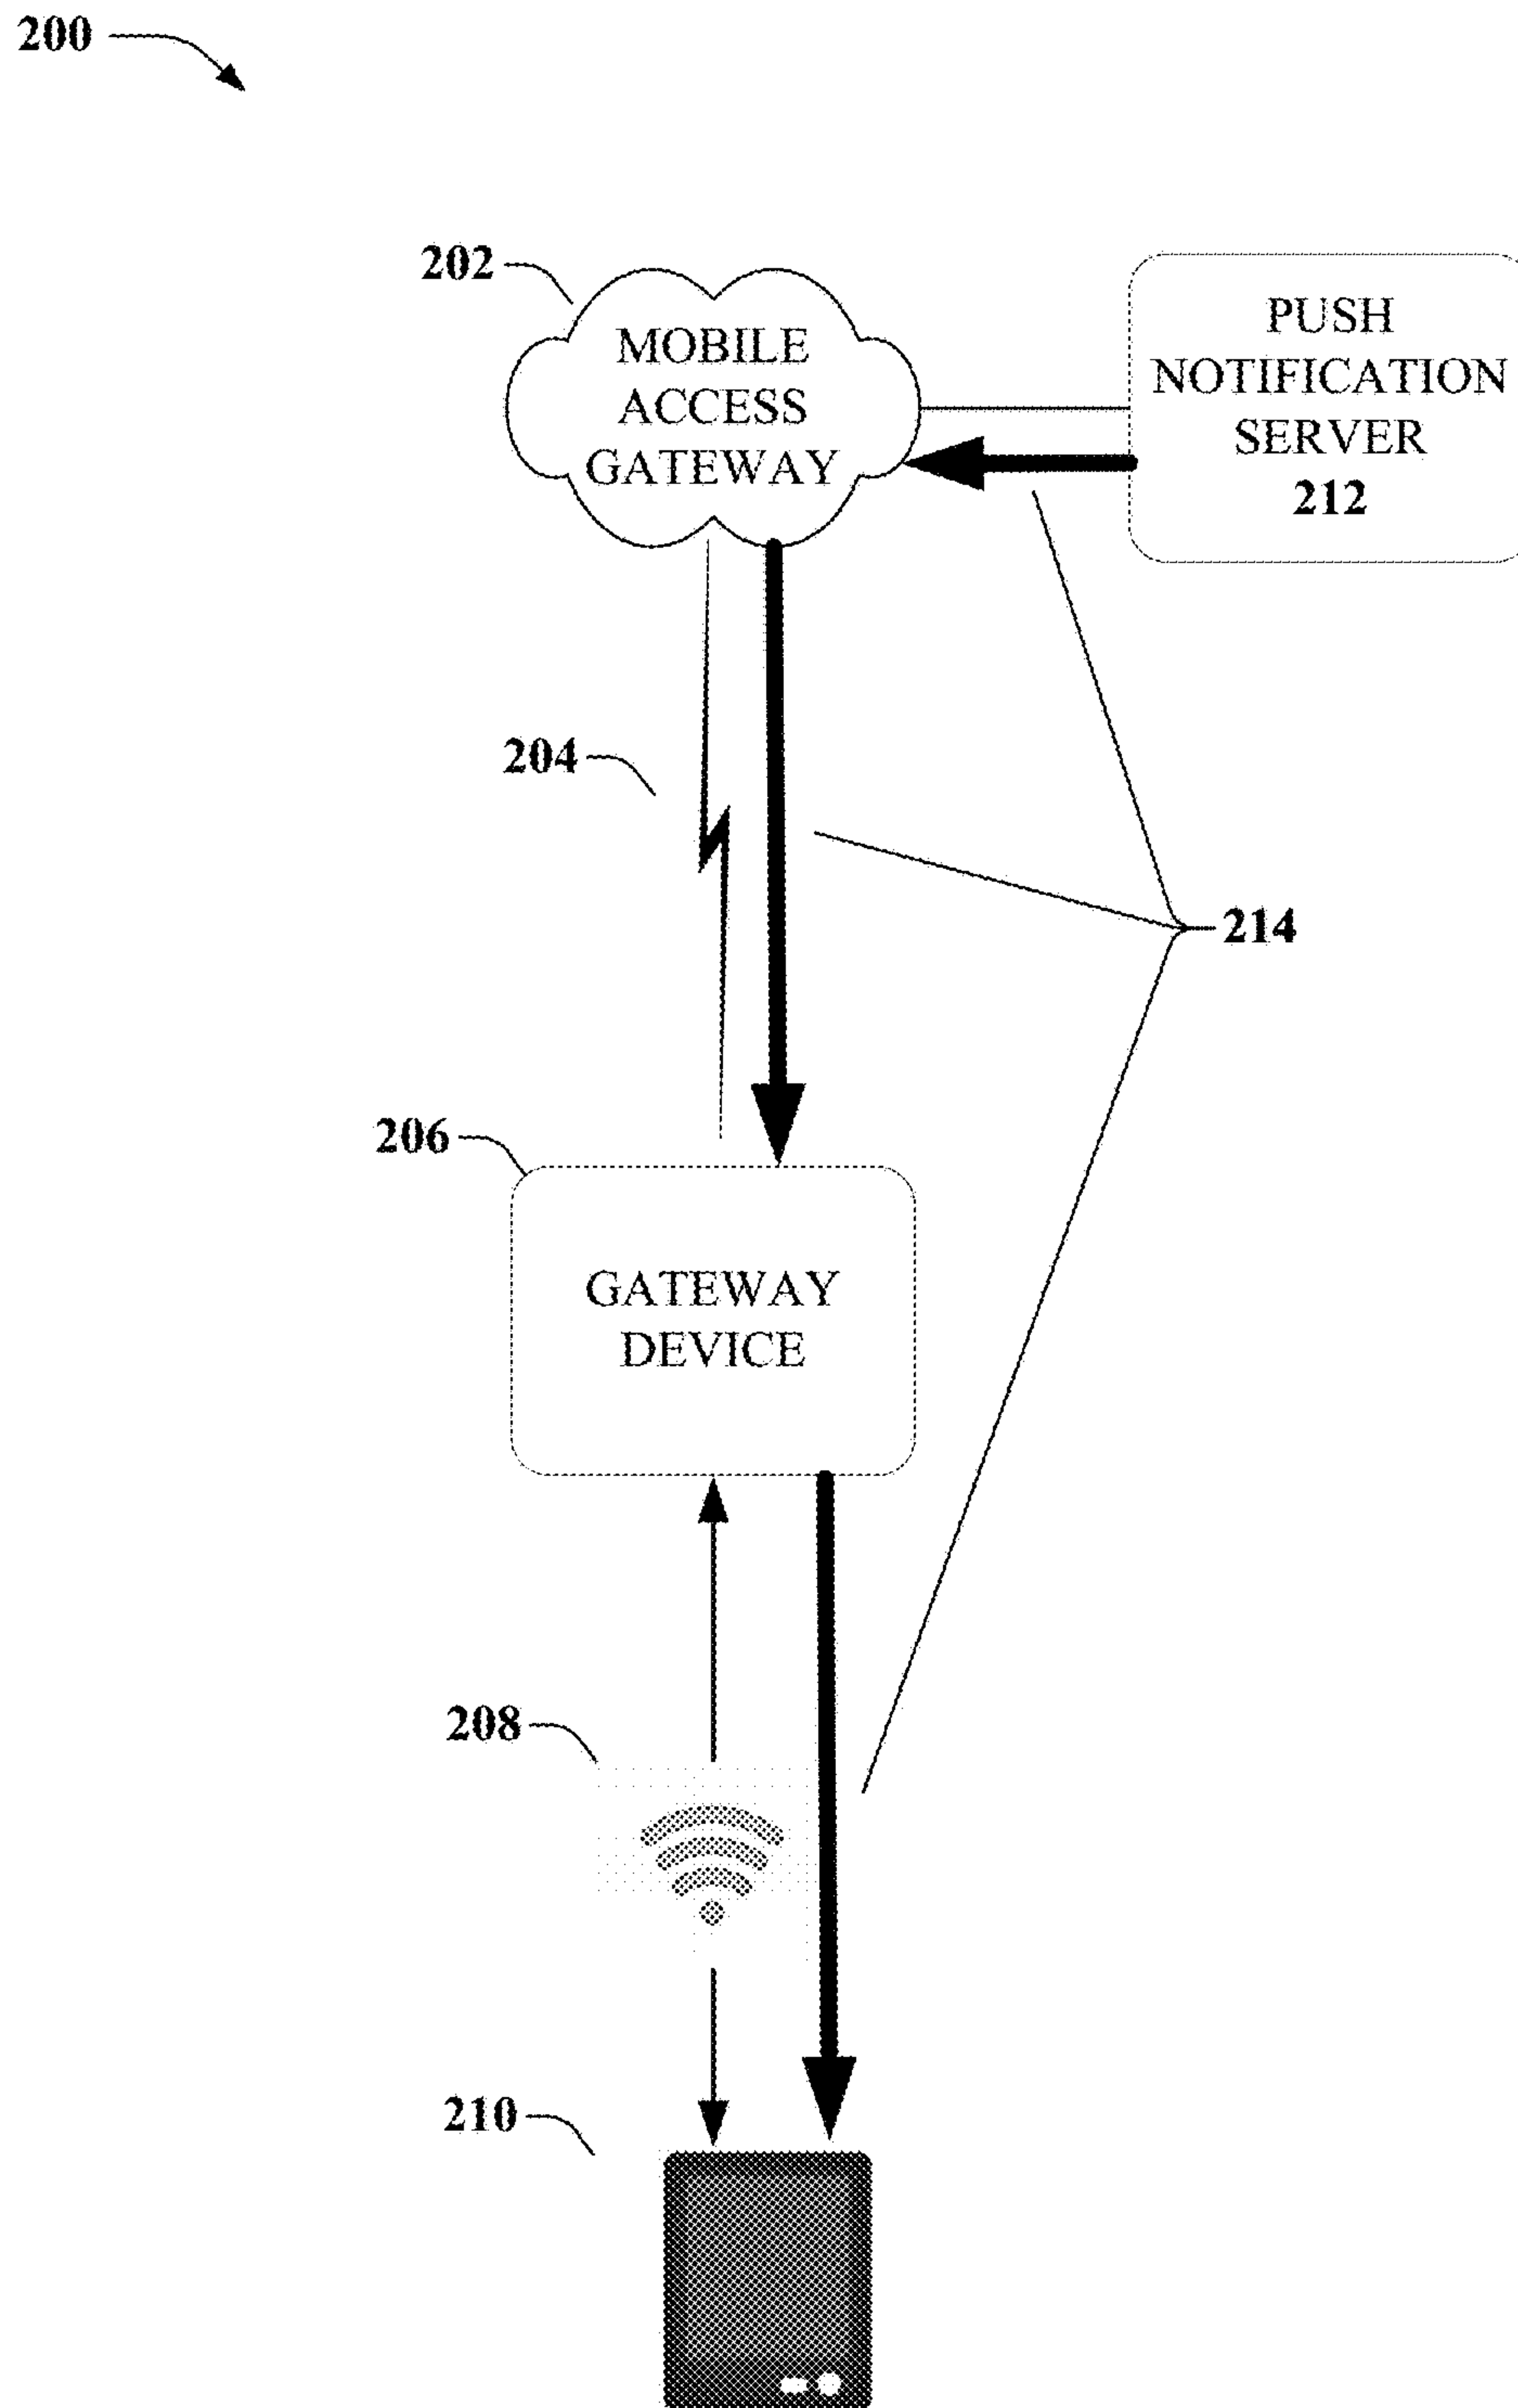 200
202
MOBILE
ACCESS
GATEWAY
PUSH
NOTIFICATION
SERVER
212
204
214
206
GATEWAY
DEVICE
208
210